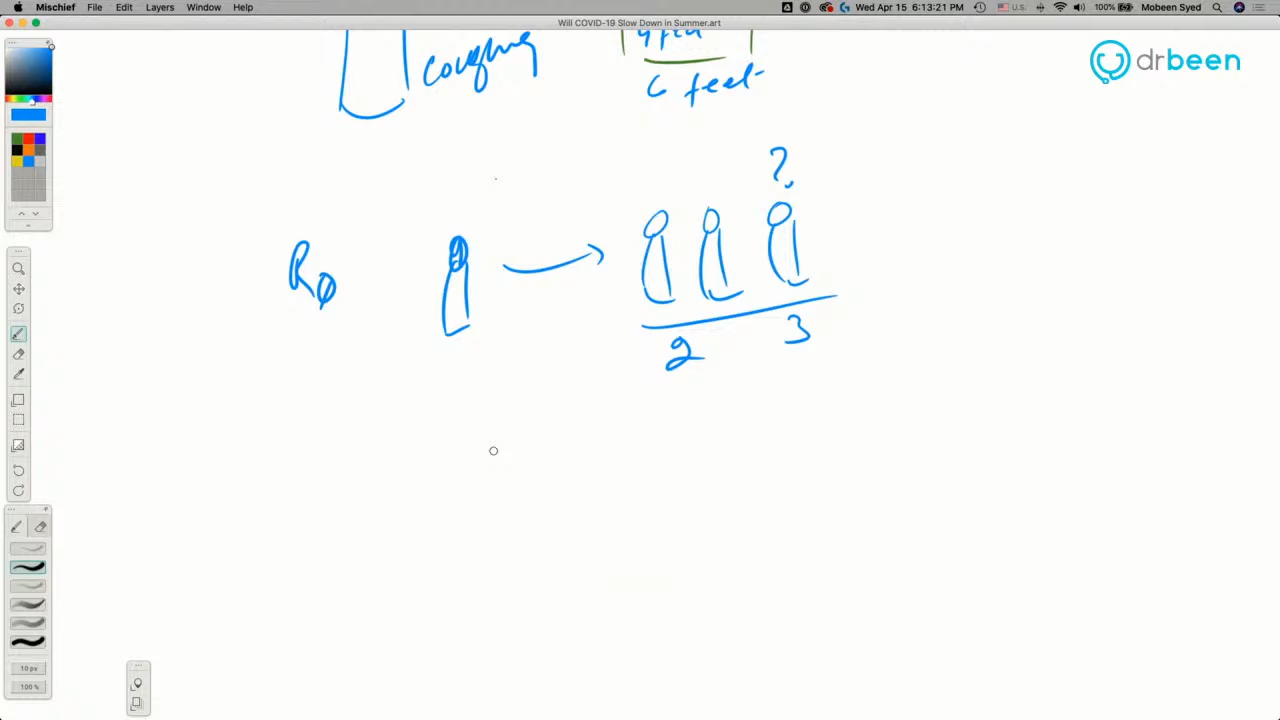 Mischief File Edit Layers Window Help Wed Apr 15 6:13:21 PM U.S. 100% Mobeen Syed
Will COVID-19 Slow Down in Summer.art
drbeen
coughing
6 feet
?
R0
2 3
10 px
100 %